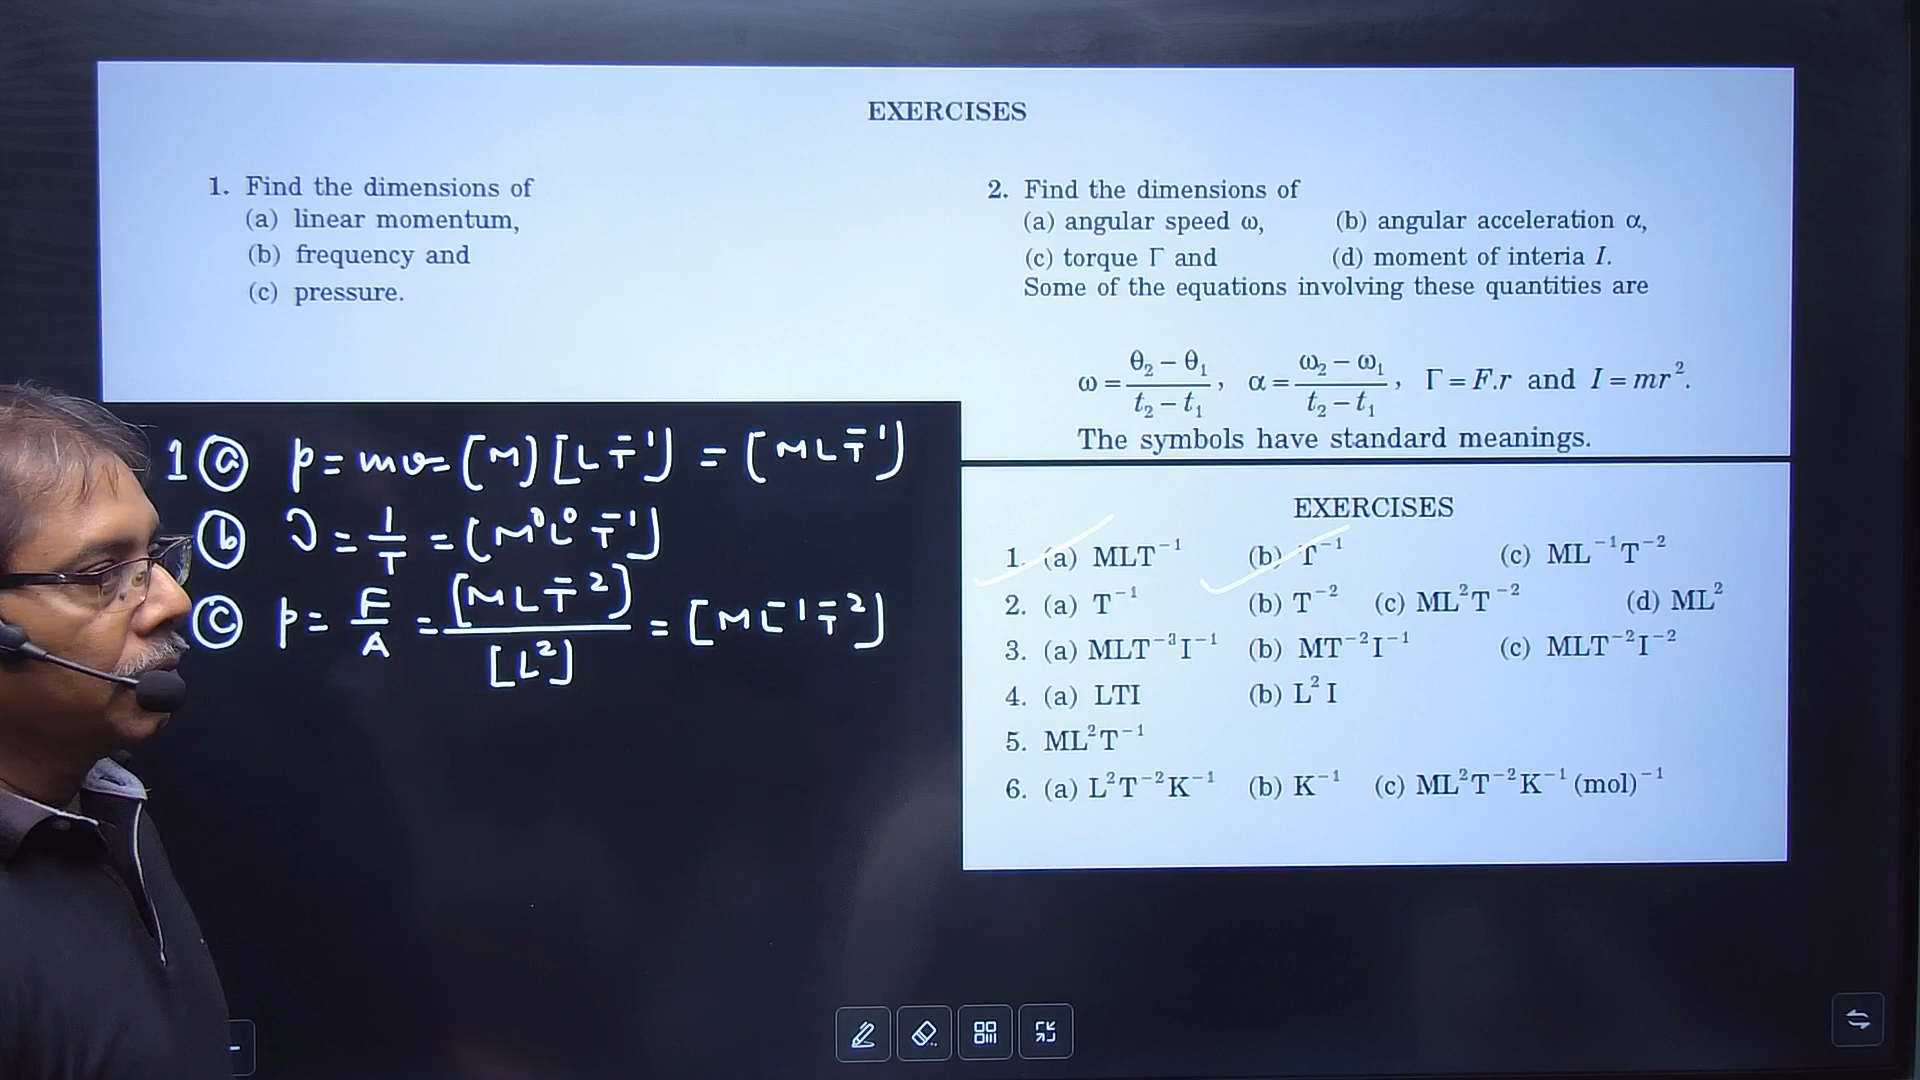 EXERCISES
1. Find the dimensions of
(a) linear momentum,
(b) frequency and
(c) pressure.
2. Find the dimensions of
(a) angular speed ω, (b) angular acceleration α,
(c) torque Γ and (d) moment of interia I.
Some of the equations involving these quantities are
ω = (θ₂ − θ₁)/(t₂ − t₁), α = (ω₂ − ω₁)/(t₂ − t₁), Γ = F.r and I = mr².
The symbols have standard meanings.
1 (a) p = mv = [M] [LT⁻¹] = [MLT⁻¹]
(b) ν = 1/T = [M⁰L⁰T⁻¹]
(c) p = F/A = [MLT⁻²]/[L²] = [ML⁻¹T⁻²]
EXERCISES
1. (a) MLT⁻¹ (b) T⁻¹ (c) ML⁻¹T⁻²
2. (a) T⁻¹ (b) T⁻² (c) ML²T⁻² (d) ML²
3. (a) MLT⁻³I⁻¹ (b) MT⁻²I⁻¹ (c) MLT⁻²I⁻²
4. (a) LTI (b) L²I
5. ML²T⁻¹
6. (a) L²T⁻²K⁻¹ (b) K⁻¹ (c) ML²T⁻²K⁻¹(mol)⁻¹